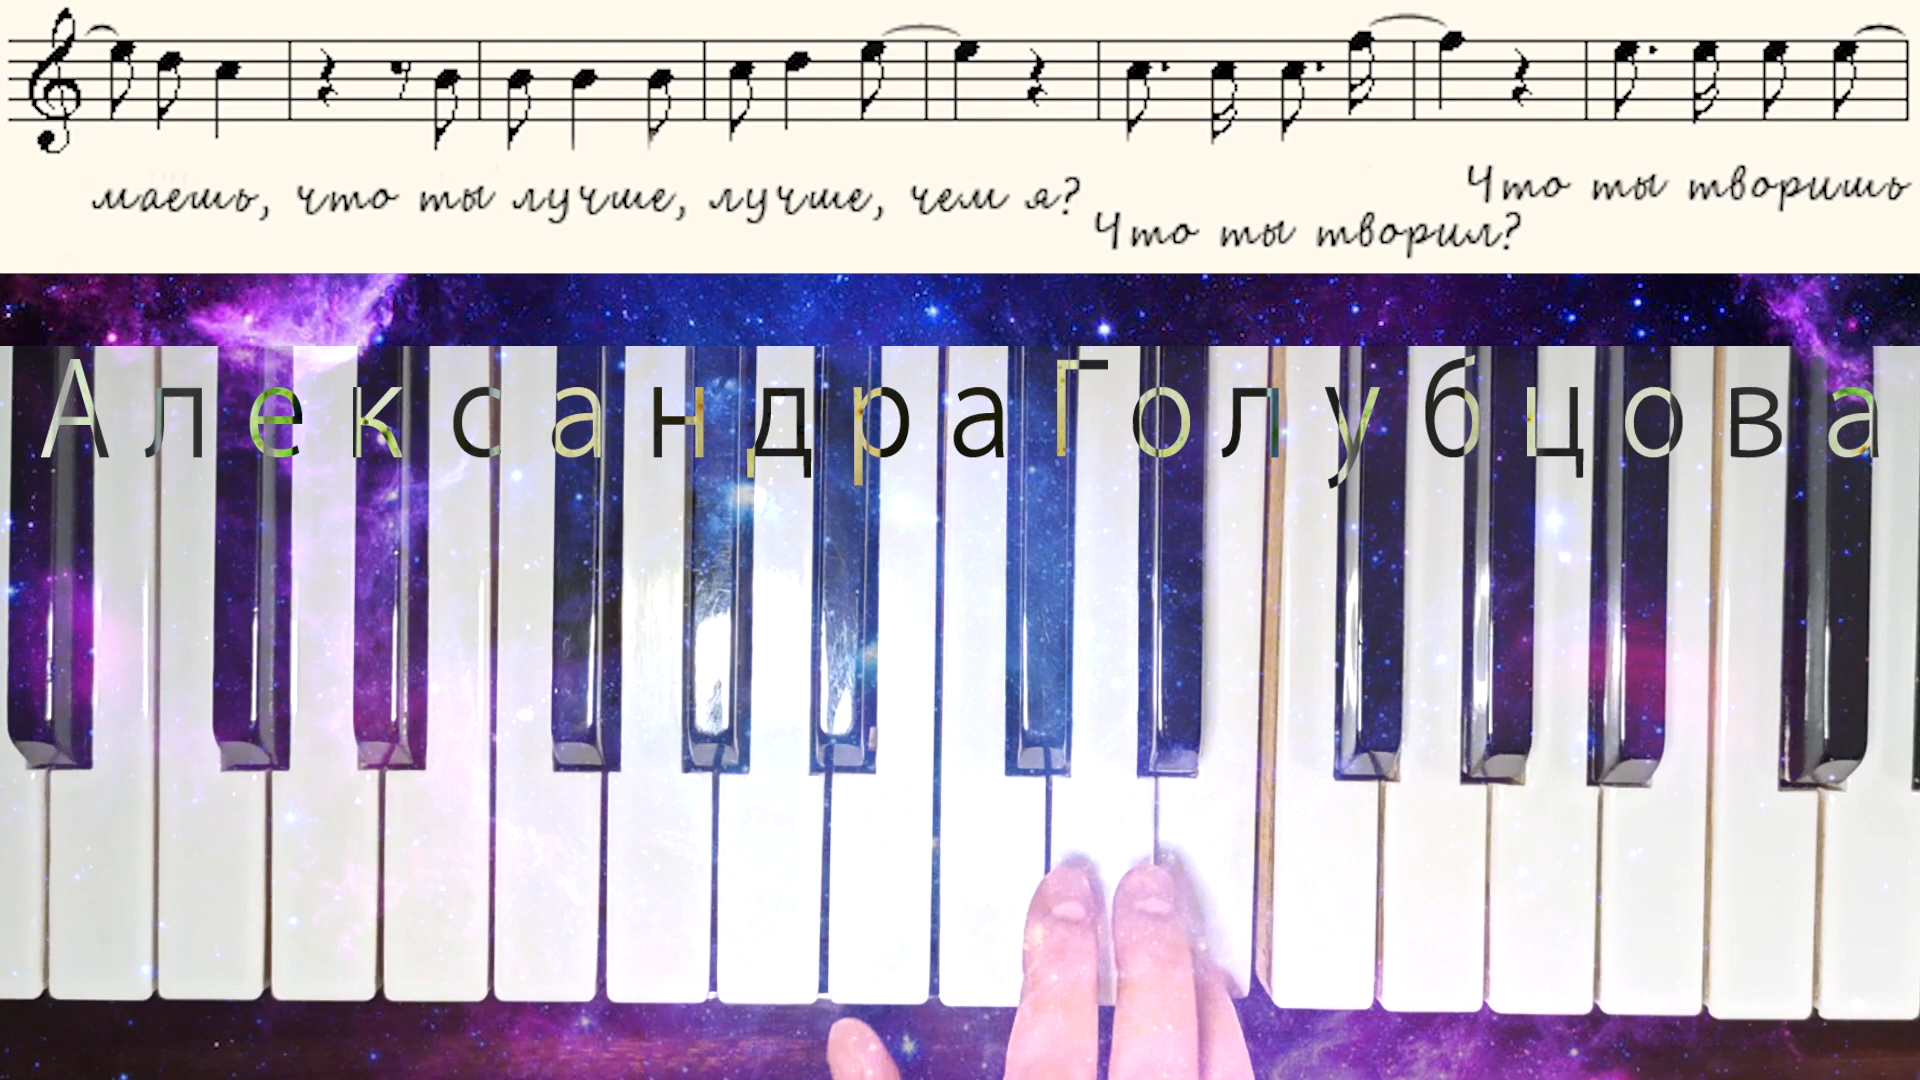 маешь, что ты лучше, лучше, чем я?
Что ты творил?
Что ты творишь
Александра Голубцова